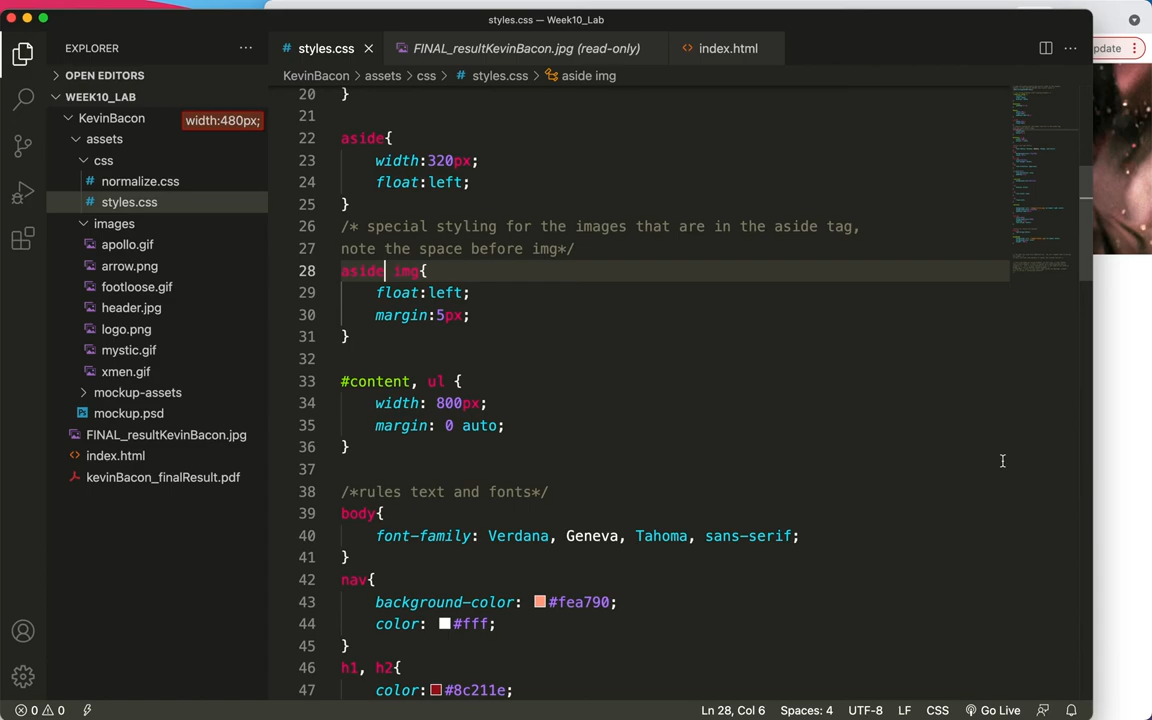 styles.css — Week10_Lab
EXPLORER
styles.css
FINAL_resultKevinBacon.jpg (read-only)
index.html
pdate
OPEN EDITORS
KevinBacon > assets > css > # styles.css > aside img
WEEK10_LAB
KevinBacon
width:480px;
assets
css
# normalize.css
# styles.css
images
apollo.gif
arrow.png
footloose.gif
header.jpg
logo.png
mystic.gif
xmen.gif
mockup-assets
Ps mockup.psd
FINAL_resultKevinBacon.jpg
<> index.html
kevinBacon_finalResult.pdf
20 }
21
22 aside{
23 width:320px;
24 float:left;
25 }
26 /* special styling for the images that are in the aside tag,
27 note the space before img*/
28 aside img{
29 float:left;
30 margin:5px;
31 }
32
33 #content, ul {
34 width: 800px;
35 margin: 0 auto;
36 }
37
38 /*rules text and fonts*/
39 body{
40 font-family: Verdana, Geneva, Tahoma, sans-serif;
41 }
42 nav{
43 background-color: #fea790;
44 color: #fff;
45 }
46 h1, h2{
47 color:#8c211e;
0 0 Ln 28, Col 6 Spaces: 4 UTF-8 LF CSS Go Live